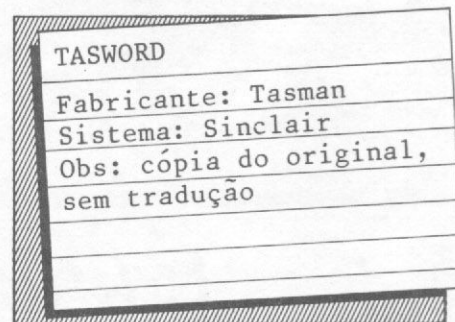 TASWORD
Fabricante: Tasman
Sistema: Sinclair
Obs: cópia do original,
sem tradução